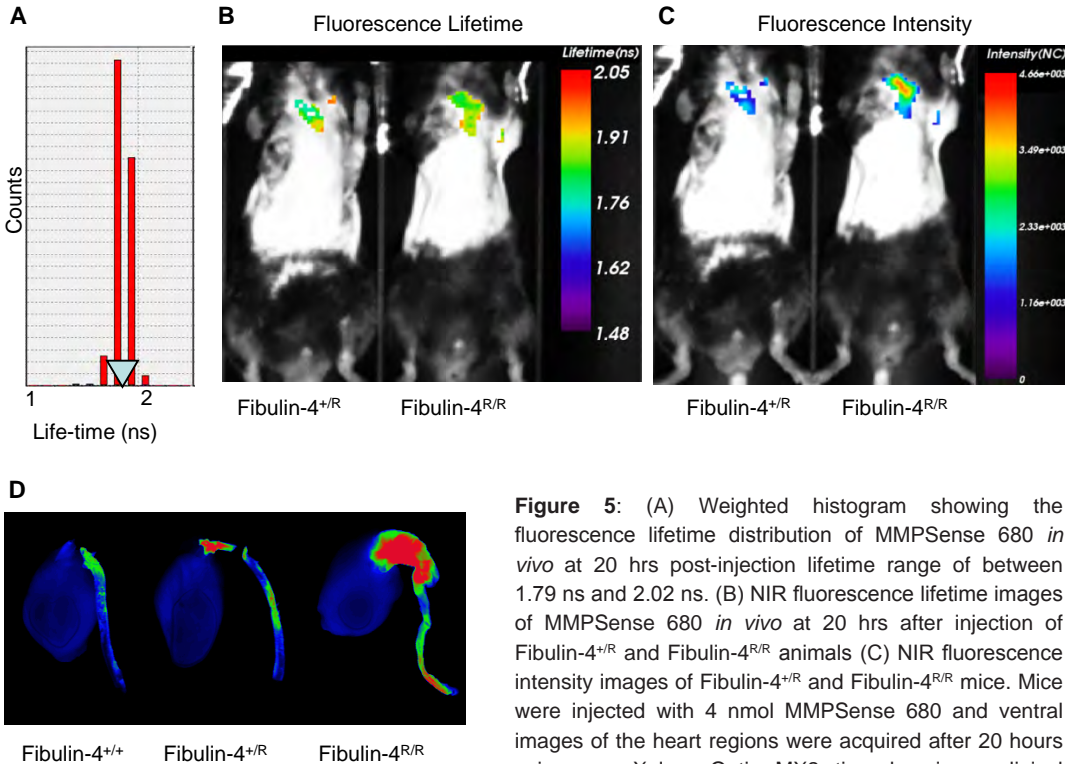 A
B
Fluorescence Lifetime
C
Fluorescence Intensity
Lifetime(ns)
2.05
1.91
1.76
1.62
1.48
Intensity(NC)
4.66e+003
3.49e+003
2.33e+003
1.16e+003
0
Counts
1
2
Life-time (ns)
Fibulin-4+/R
Fibulin-4R/R
Fibulin-4+/R
Fibulin-4R/R
D
Fibulin-4+/+
Fibulin-4+/R
Fibulin-4R/R
Figure 5: (A) Weighted histogram showing the
fluorescence lifetime distribution of MMPSense 680 in
vivo at 20 hrs post-injection lifetime range of between
1.79 ns and 2.02 ns. (B) NIR fluorescence lifetime images
of MMPSense 680 in vivo at 20 hrs after injection of
Fibulin-4+/R and Fibulin-4R/R animals (C) NIR fluorescence
intensity images of Fibulin-4+/R and Fibulin-4R/R mice. Mice
were injected with 4 nmol MMPSense 680 and ventral
images of the heart regions were acquired after 20 hours